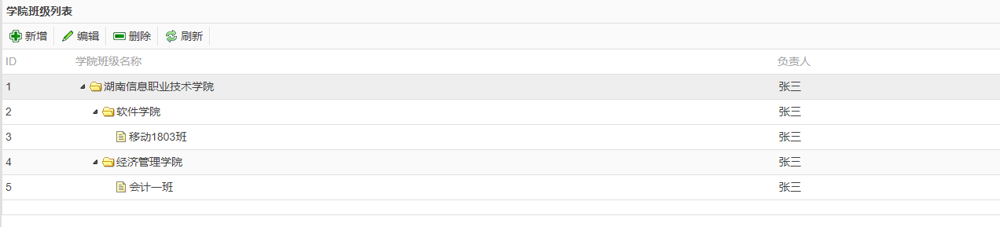 学院班级列表
新增 编辑 删除 刷新
ID 学院班级名称 负责人
1 湖南信息职业技术学院 张三
2 软件学院 张三
3 移动1803班 张三
4 经济管理学院 张三
5 会计一班 张三